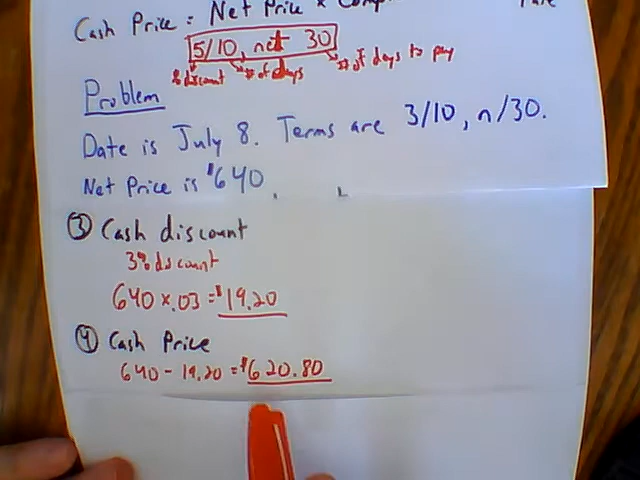 Cash Price = Net Price × Comp
5/10, net 30
% discount # of days # of days to pay
Problem
Date is July 8. Terms are 3/10, n/30.
Net Price is $640.
③ Cash discount
3% discount
640 × .03 = $19.20
④ Cash Price
640 - 19.20 = $620.80